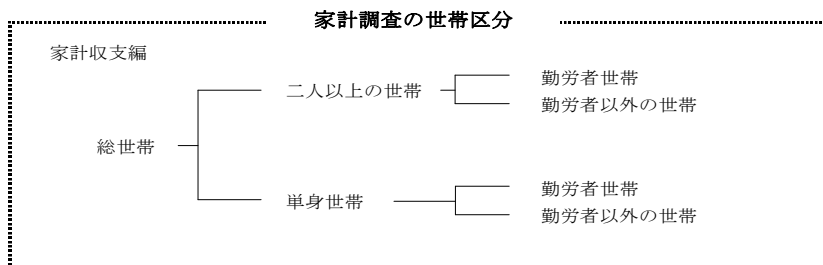 家計調査の世帯区分
家計収支編
総世帯
二人以上の世帯
勤労者世帯
勤労者以外の世帯
単身世帯
勤労者世帯
勤労者以外の世帯